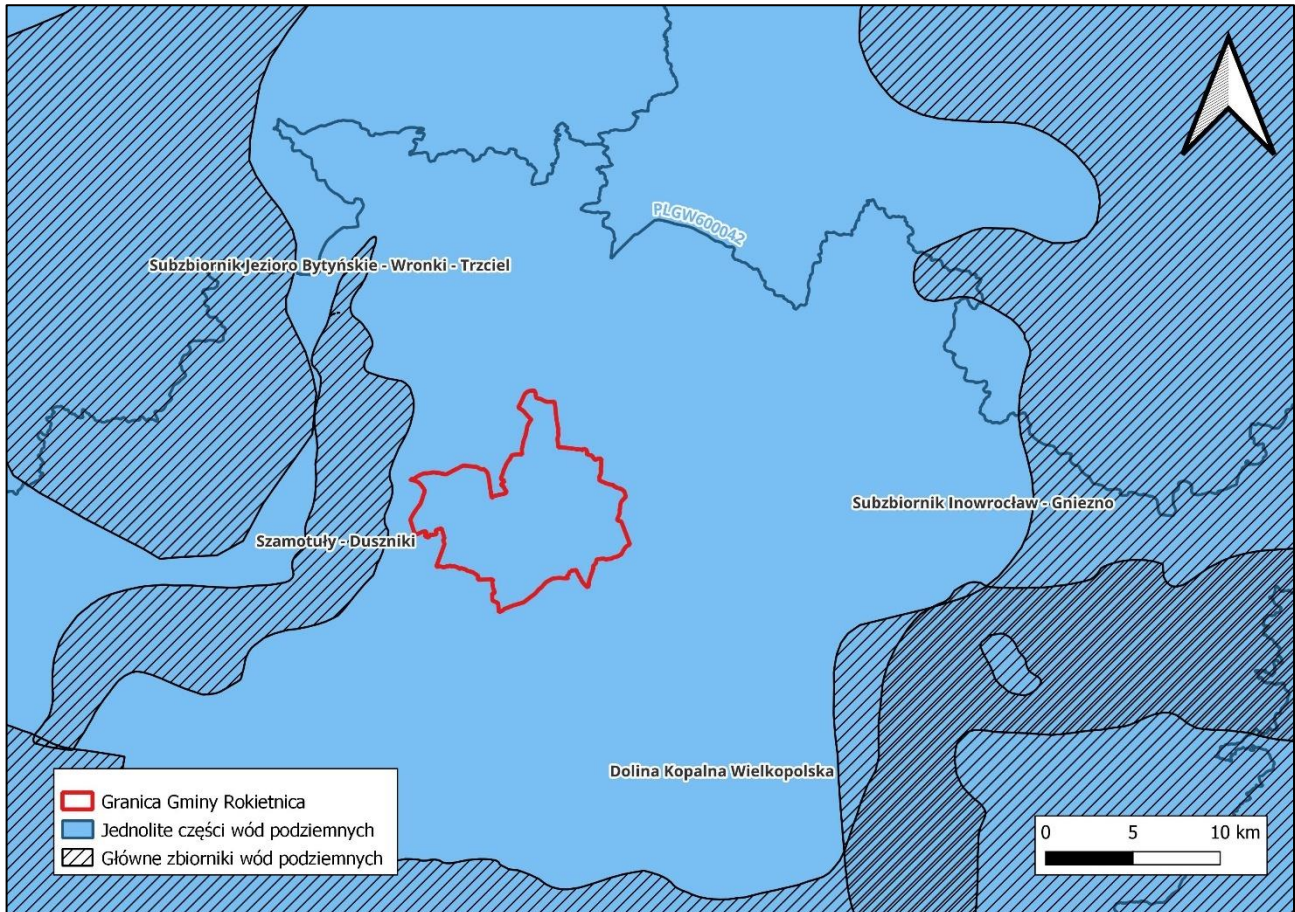 PLGW600042
Subzbiornik Jezioro Bytyńskie - Wronki - Trzciel
Subzbiornik Inowrocław - Gniezno
Szamotuły - Duszniki
Dolina Kopalna Wielkopolska
Granica Gminy Rokietnica
Jednolite części wód podziemnych
Główne zbiorniki wód podziemnych
0 5 10 km